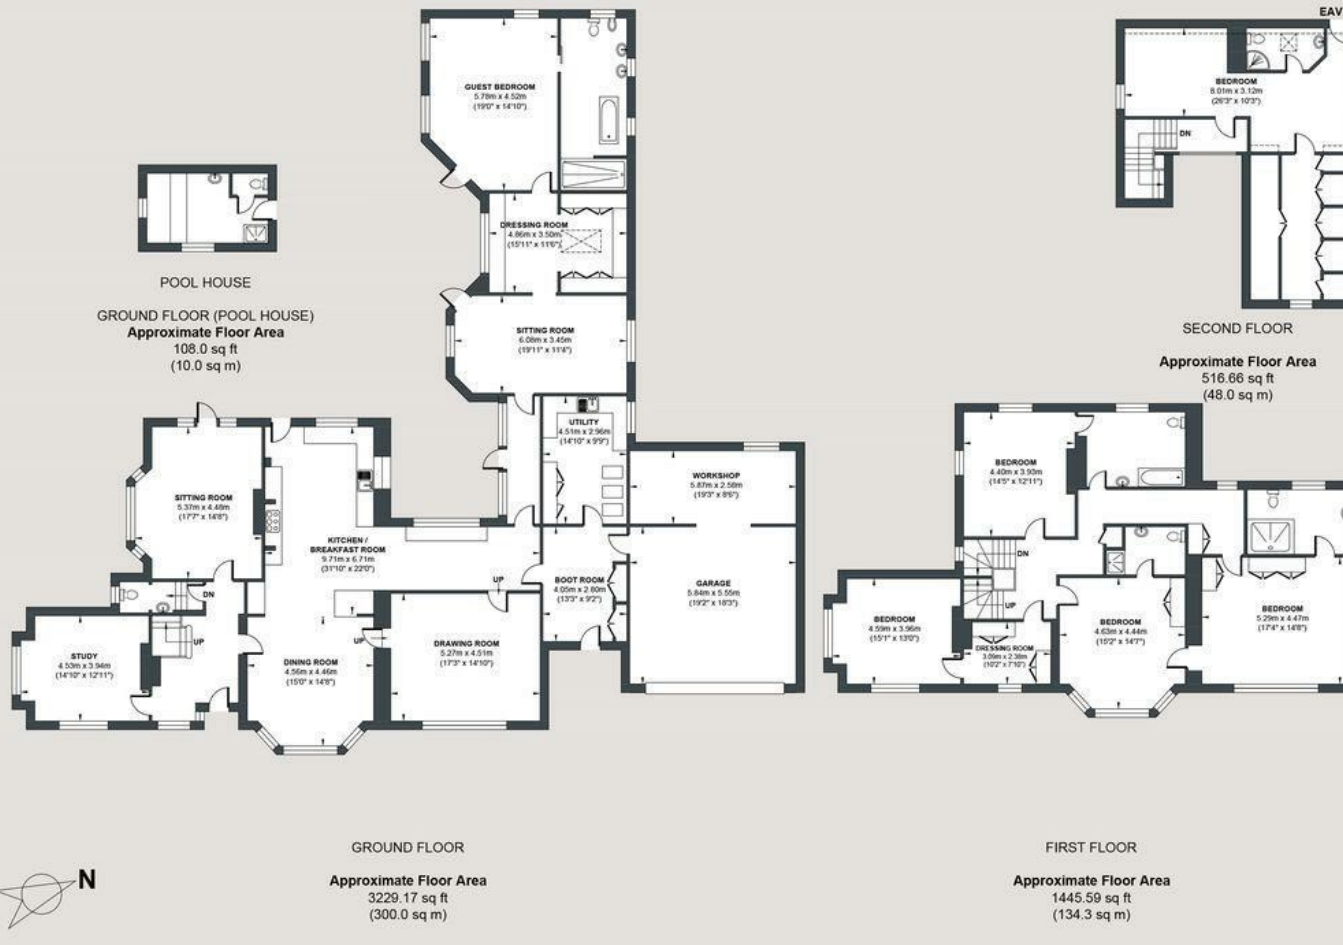 EAV
GUEST BEDROOM
5.78m x 4.52m
(19'0" x 14'10")
DRESSING ROOM
4.86m x 3.50m
(15'11" x 11'6")
SITTING ROOM
6.08m x 3.45m
(19'11" x 11'4")
UTILITY
4.51m x 2.96m
(14'10" x 9'9")
POOL HOUSE
GROUND FLOOR (POOL HOUSE)
Approximate Floor Area
108.0 sq ft
(10.0 sq m)
SITTING ROOM
5.37m x 4.48m
(17'7" x 14'8")
KITCHEN /
BREAKFAST ROOM
9.71m x 6.71m
(31'10" x 22'0")
WORKSHOP
5.87m x 2.58m
(19'3" x 8'6")
GARAGE
5.84m x 5.55m
(19'2" x 18'3")
BOOT ROOM
4.05m x 2.80m
(13'3" x 9'2")
UP
DN
UP
UP
STUDY
4.53m x 3.94m
(14'10" x 12'11")
DINING ROOM
4.56m x 4.46m
(15'0" x 14'8")
DRAWING ROOM
5.27m x 4.51m
(17'3" x 14'10")
GROUND FLOOR
Approximate Floor Area
3229.17 sq ft
(300.0 sq m)
N
BEDROOM
8.01m x 3.12m
(26'3" x 10'3")
DN
SECOND FLOOR
Approximate Floor Area
516.66 sq ft
(48.0 sq m)
BEDROOM
4.40m x 3.93m
(14'5" x 12'11")
DN
UP
BEDROOM
4.59m x 3.96m
(15'1" x 13'0")
DRESSING ROOM
3.09m x 2.38m
(10'2" x 7'10")
BEDROOM
4.63m x 4.44m
(15'2" x 14'7")
BEDROOM
5.29m x 4.47m
(17'4" x 14'8")
FIRST FLOOR
Approximate Floor Area
1445.59 sq ft
(134.3 sq m)